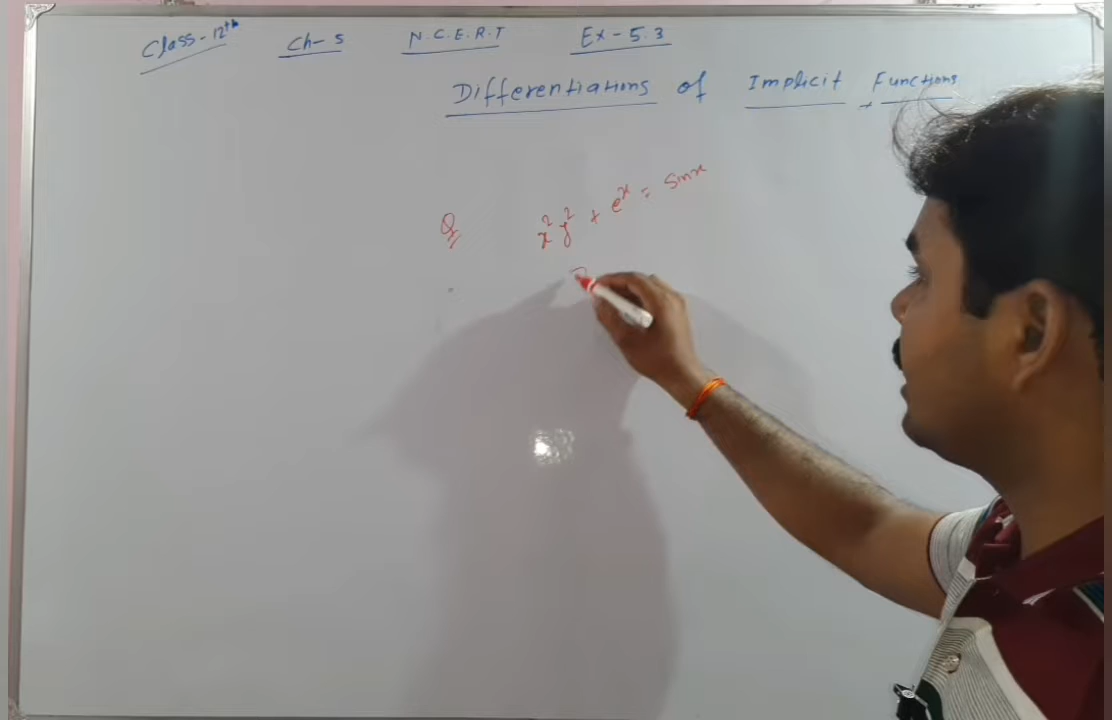 Class-12th Ch-5 N.C.E.R.T Ex-5.3
Differentiations of Implicit Functions
Q x²y² + eˣ = Sinx